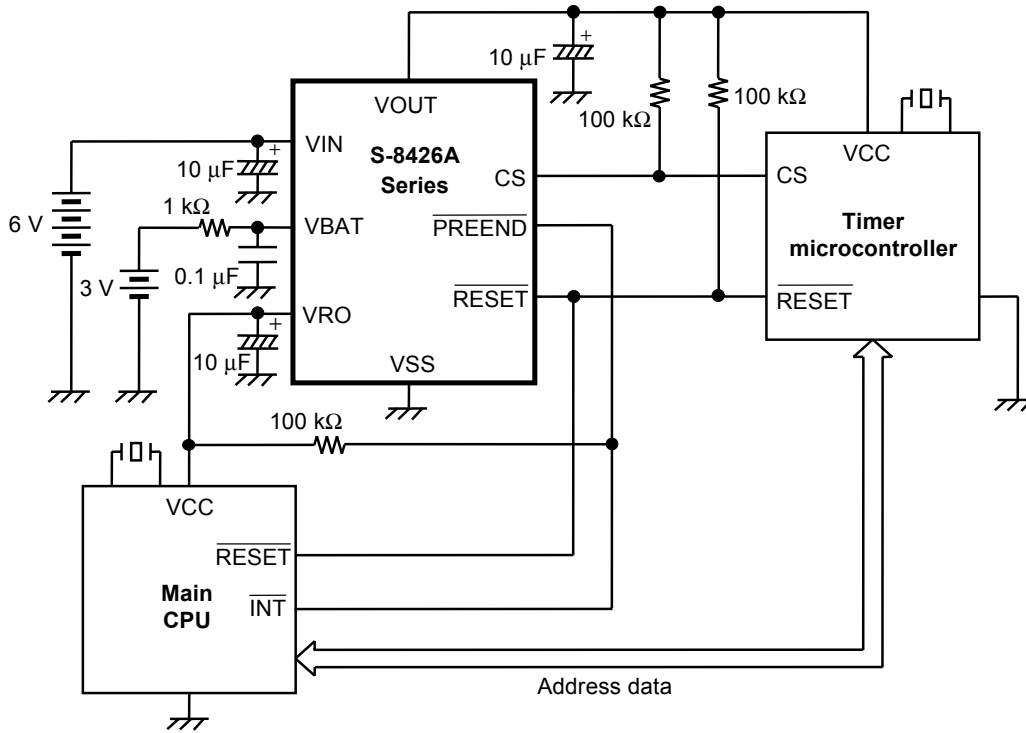 +
10 μF
VOUT
100 kΩ
100 kΩ
VIN
S-8426A
Series
VCC
+
10 μF
CS
CS
1 kΩ
6 V
VBAT
PREEND
Timer
microcontroller
3 V
0.1 μF
RESET
RESET
VRO
+
10 μF
VSS
100 kΩ
VCC
RESET
Main
CPU
INT
Address data